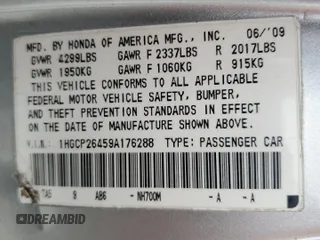 MFD. BY HONDA OF AMERICA MFG., INC. 06/'09
GVWR 4299LBS GAWR F 2337LBS R 2017LBS
GVWR 1950KG GAWR F 1060KG R 915KG
THIS VEHICLE CONFORMS TO ALL APPLICABLE
FEDERAL MOTOR VEHICLE SAFETY, BUMPER,
AND THEFT PREVENTION STANDARDS IN EFFECT ON
THE DATE OF MANUFACTURE SHOWN ABOVE.
V.I.N.: 1HGCP26459A176288 TYPE: PASSENGER CAR
TA5 9 AB6 - NH700M
DREAMBID